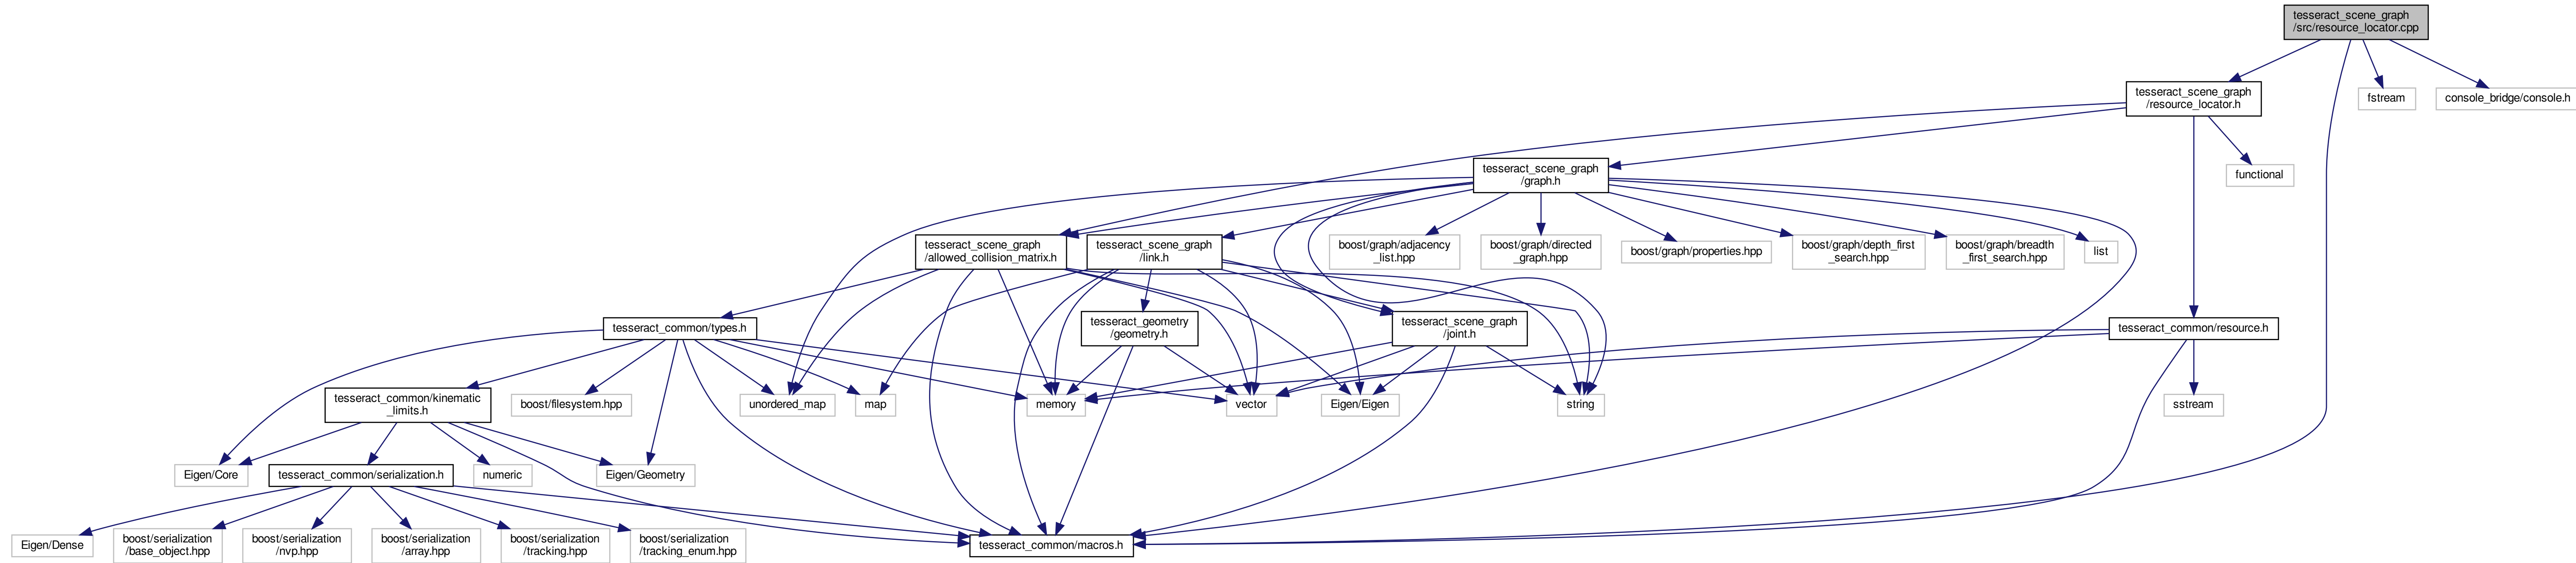 tesseract_scene_graph
/src/resource_locator.cpp
tesseract_scene_graph
/resource_locator.h
fstream
console_bridge/console.h
tesseract_scene_graph
/graph.h
functional
tesseract_scene_graph
/allowed_collision_matrix.h
tesseract_scene_graph
/link.h
boost/graph/adjacency
_list.hpp
boost/graph/directed
_graph.hpp
boost/graph/properties.hpp
boost/graph/depth_first
_search.hpp
boost/graph/breadth
_first_search.hpp
list
tesseract_common/types.h
tesseract_geometry
/geometry.h
tesseract_scene_graph
/joint.h
tesseract_common/resource.h
tesseract_common/kinematic
_limits.h
boost/filesystem.hpp
unordered_map
map
memory
vector
Eigen/Eigen
string
sstream
Eigen/Core
tesseract_common/serialization.h
numeric
Eigen/Geometry
Eigen/Dense
boost/serialization
/base_object.hpp
boost/serialization
/nvp.hpp
boost/serialization
/array.hpp
boost/serialization
/tracking.hpp
boost/serialization
/tracking_enum.hpp
tesseract_common/macros.h